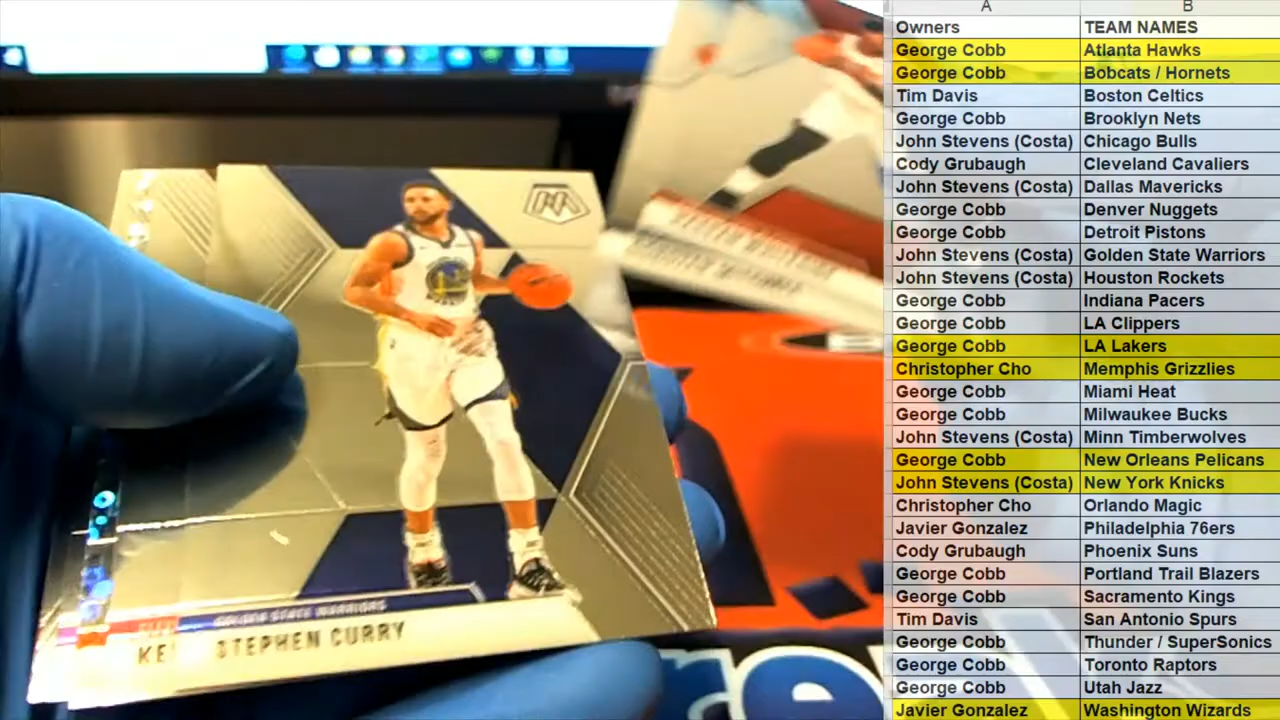 A B
Owners TEAM NAMES
George Cobb Atlanta Hawks
George Cobb Bobcats / Hornets
Tim Davis Boston Celtics
George Cobb Brooklyn Nets
John Stevens (Costa) Chicago Bulls
Cody Grubaugh Cleveland Cavaliers
John Stevens (Costa) Dallas Mavericks
George Cobb Denver Nuggets
George Cobb Detroit Pistons
John Stevens (Costa) Golden State Warriors
John Stevens (Costa) Houston Rockets
George Cobb Indiana Pacers
George Cobb LA Clippers
George Cobb LA Lakers
Christopher Cho Memphis Grizzlies
George Cobb Miami Heat
George Cobb Milwaukee Bucks
John Stevens (Costa) Minn Timberwolves
George Cobb New Orleans Pelicans
John Stevens (Costa) New York Knicks
Christopher Cho Orlando Magic
Javier Gonzalez Philadelphia 76ers
Cody Grubaugh Phoenix Suns
George Cobb Portland Trail Blazers
George Cobb Sacramento Kings
Tim Davis San Antonio Spurs
George Cobb Thunder / SuperSonics
George Cobb Toronto Raptors
George Cobb Utah Jazz
Javier Gonzalez Washington Wizards
GOLDEN STATE WARRIORS
KE STEPHEN CURRY